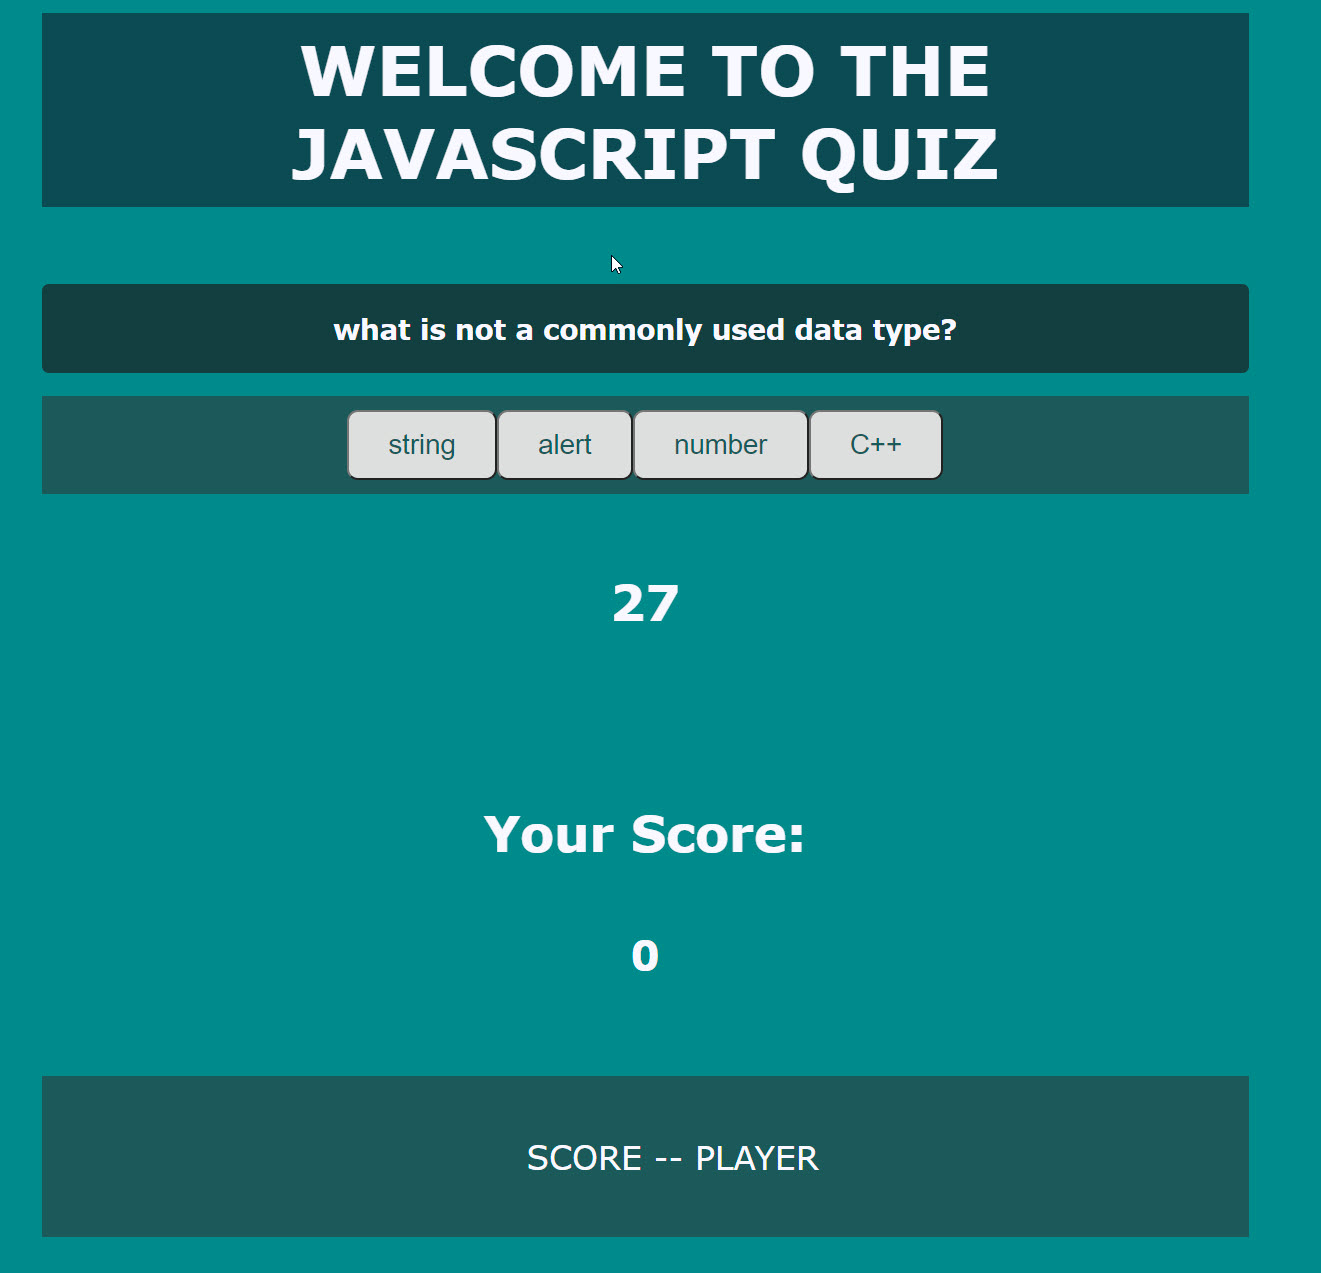 WELCOME TO THE
JAVASCRIPT QUIZ
what is not a commonly used data type?
string alert number C++
27
Your Score:
0
SCORE -- PLAYER